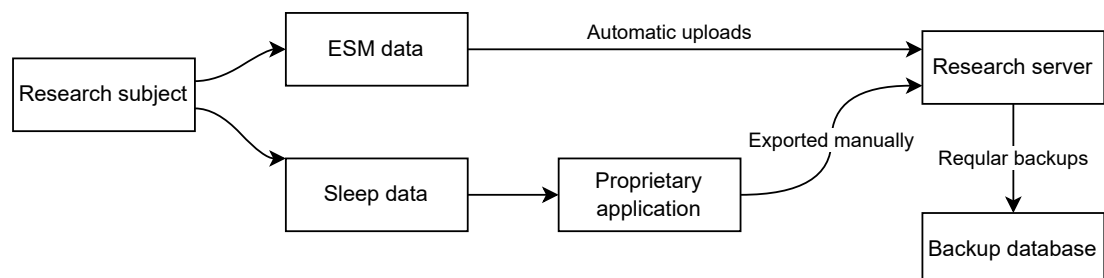 ESM data
Automatic uploads
Research server
Research subject
Exported manually
Reqular backups
Sleep data
Proprietary
application
Backup database